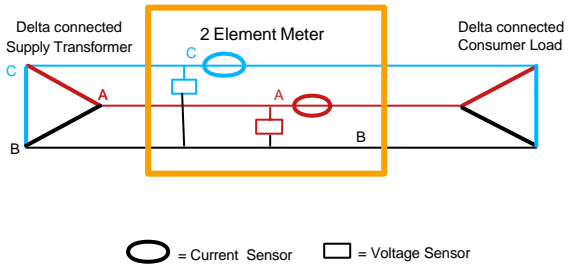 Delta connected
Supply Transformer
2 Element Meter
Delta connected
Consumer Load
C
C
A
A
B
B
= Current Sensor
= Voltage Sensor